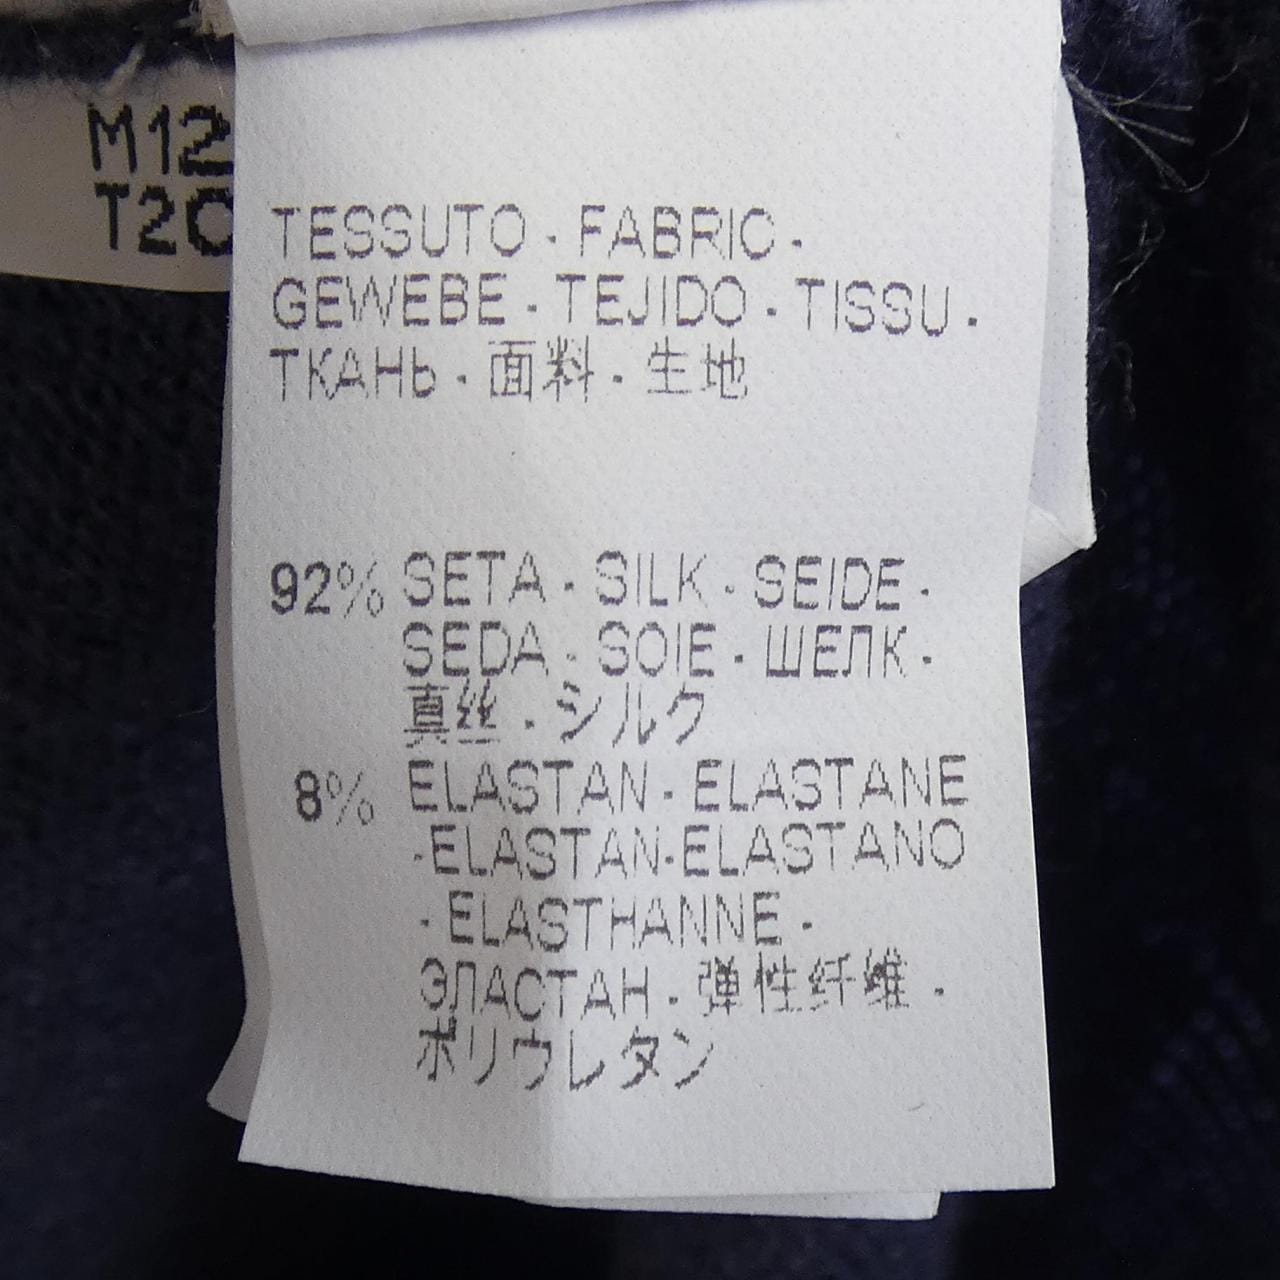 M12
T2
TESSUTO · FABRIC ·
GEWEBE · TEJIDO · TISSU ·
ТКАНЬ · 面料 · 生地
92% SETA · SILK · SEIDE ·
SEDA · SOIE · ШЕЛК ·
真丝 · シルク
8% ELASTAN · ELASTANE
·ELASTAN·ELASTANO
·ELASTHANNE ·
ЭЛАСТАН · 弹性纤维 ·
ポリウレタン